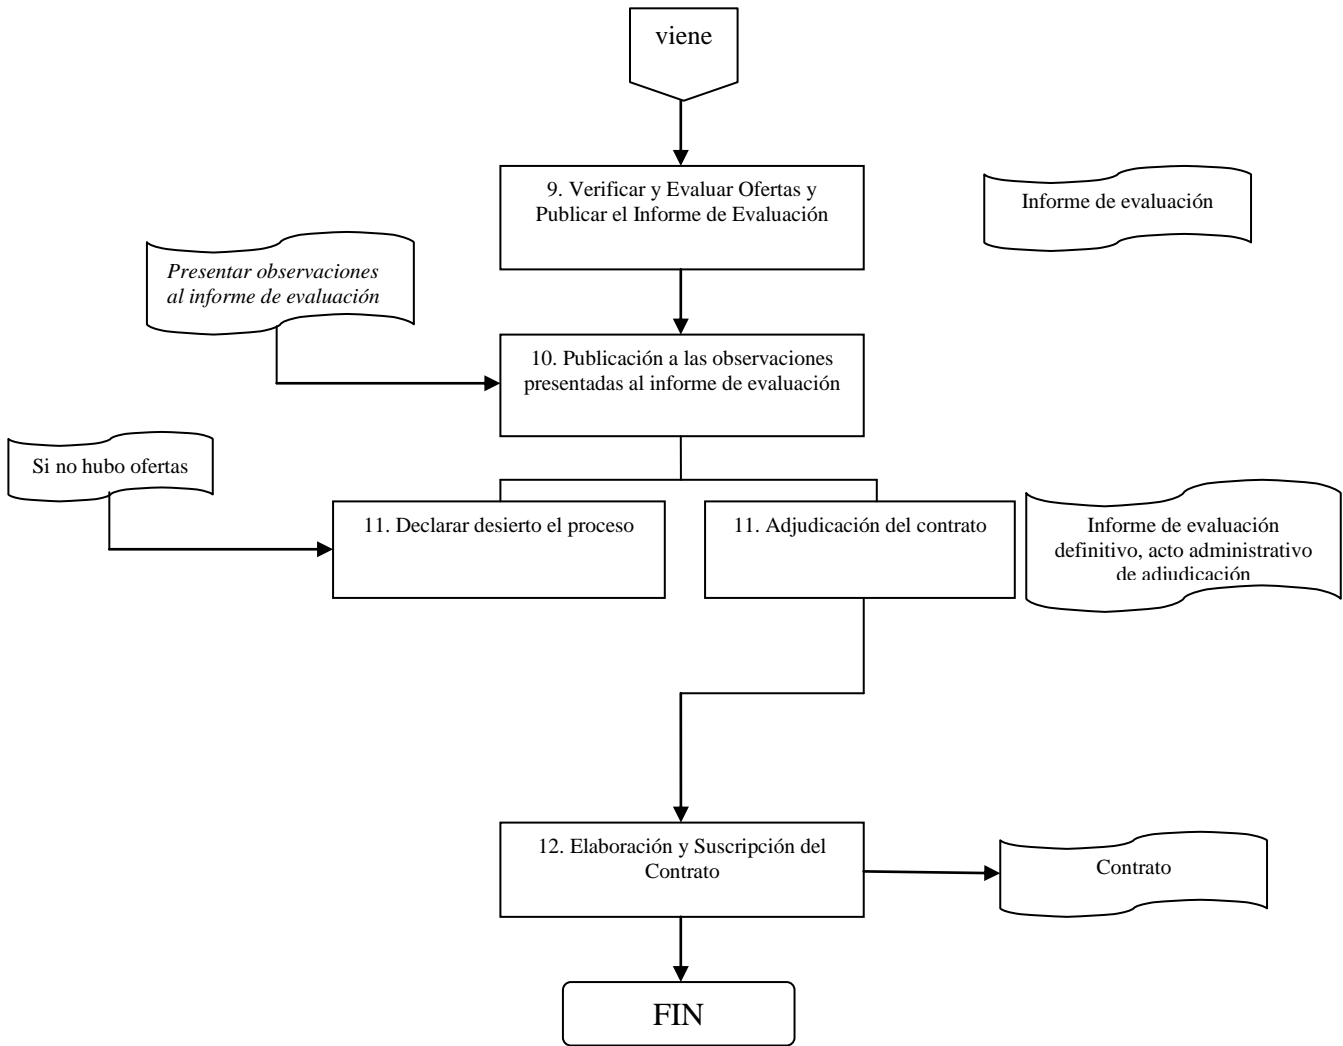 viene
9. Verificar y Evaluar Ofertas y
Publicar el Informe de Evaluación
Informe de evaluación
Presentar observaciones
al informe de evaluación
10. Publicación a las observaciones
presentadas al informe de evaluación
Si no hubo ofertas
11. Declarar desierto el proceso
11. Adjudicación del contrato
Informe de evaluación
definitivo, acto administrativo
de adjudicación
12. Elaboración y Suscripción del
Contrato
Contrato
FIN